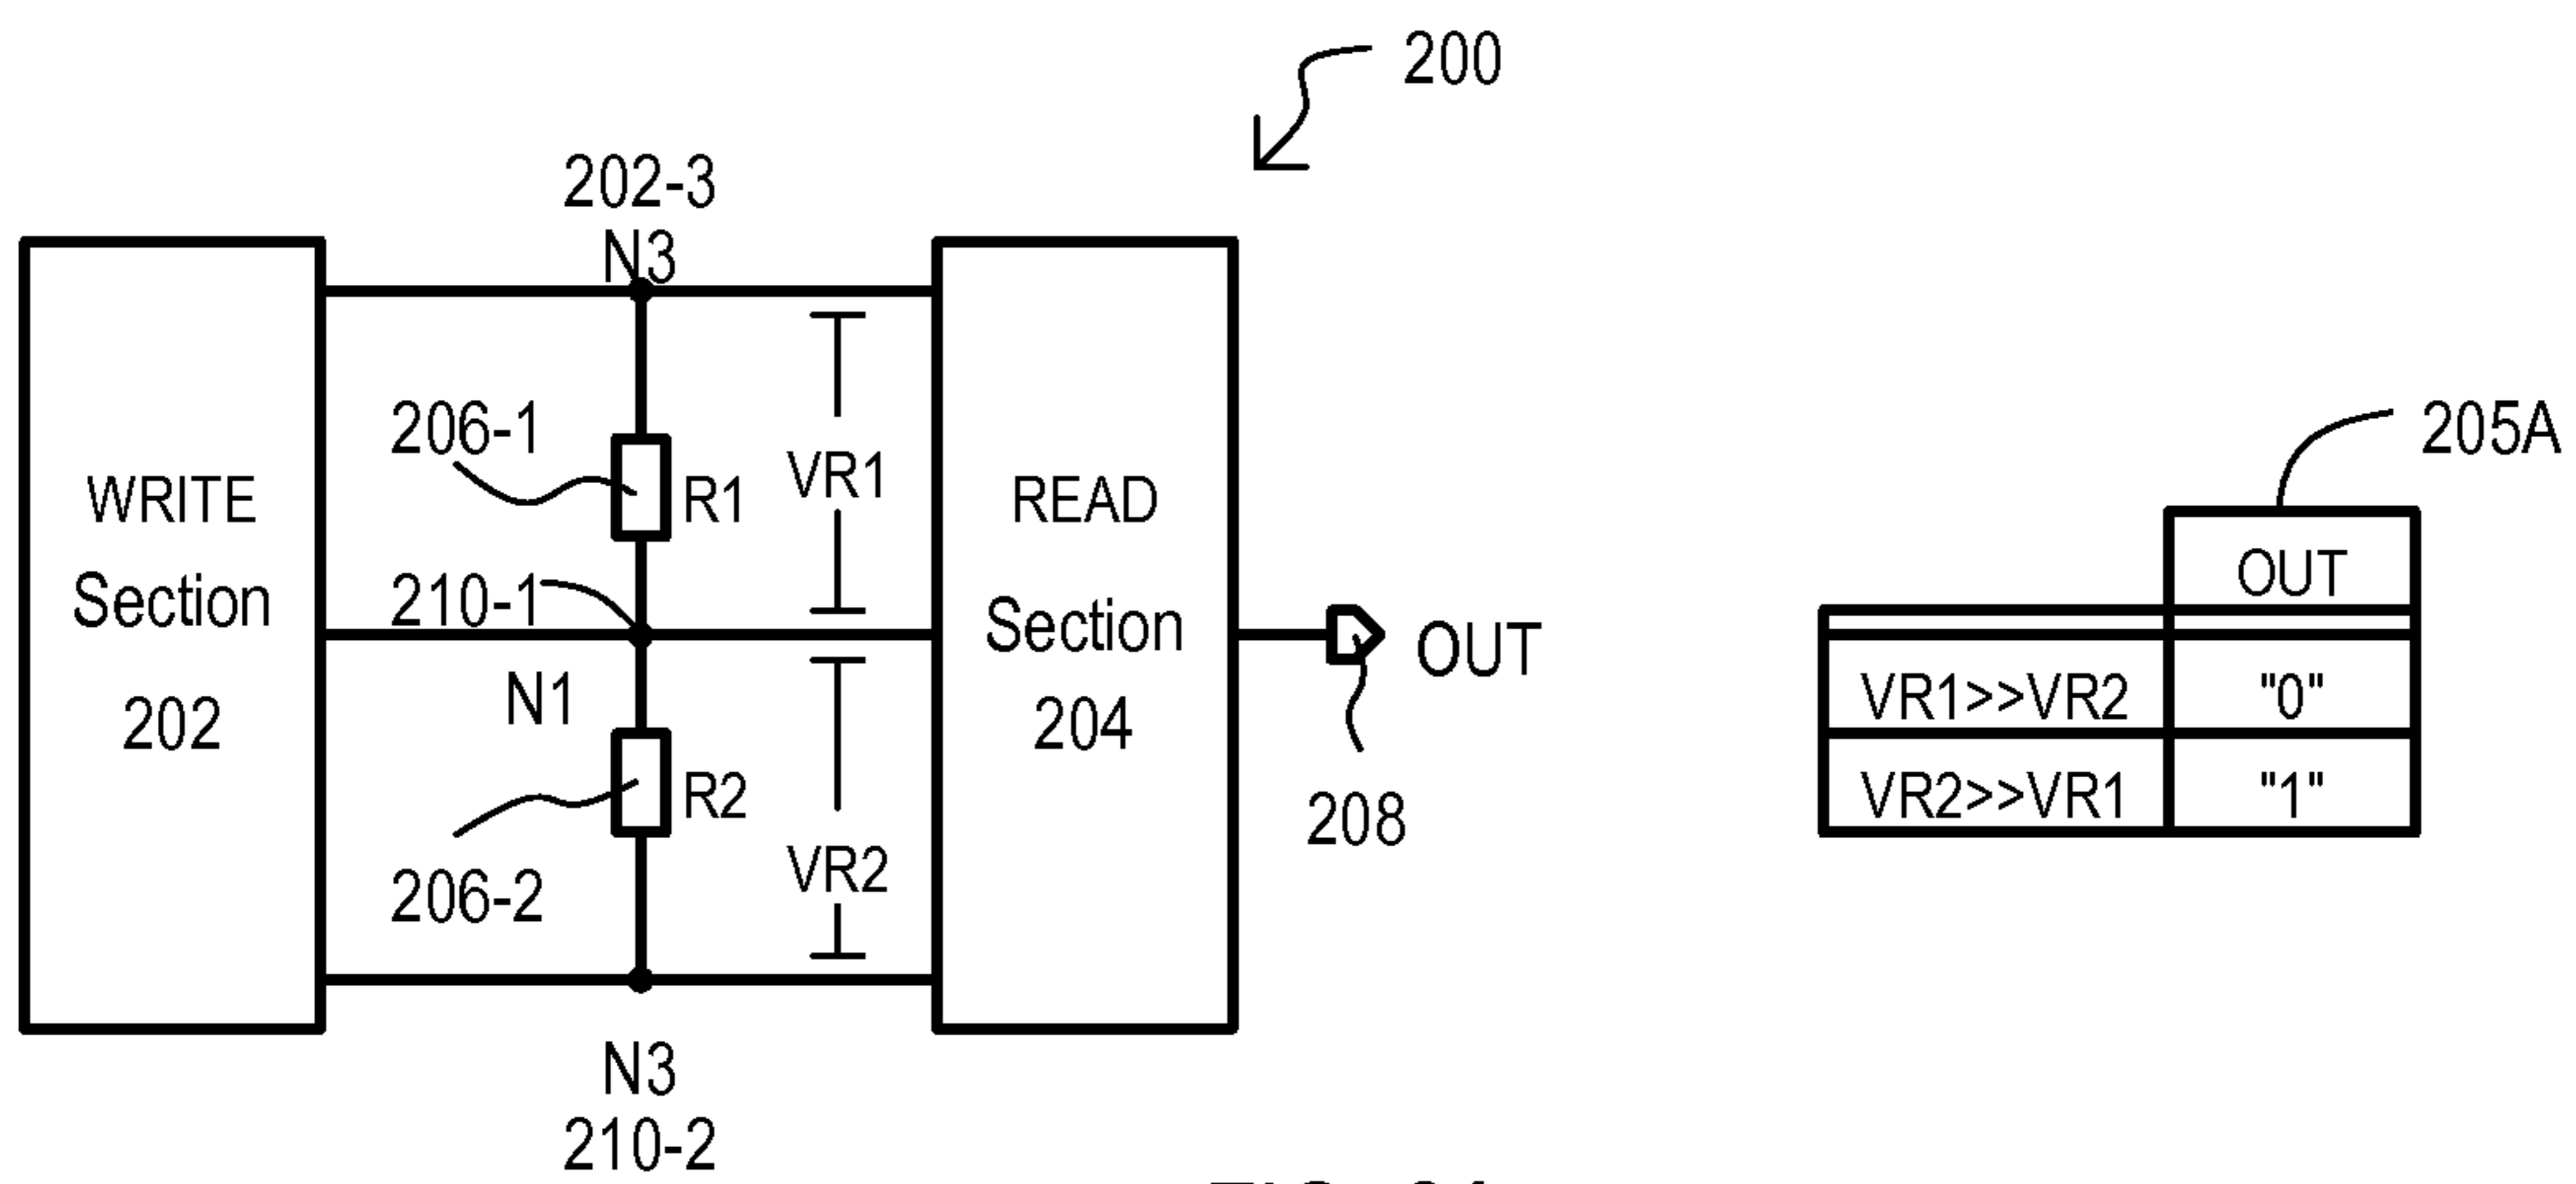 200
202-3
N3
WRITE
Section
202
206-1
R1
VR1
210-1
N1
R2
206-2
VR2
READ
Section
204
OUT
208
N3
210-2
205A
OUT
VR1>>VR2 "0"
VR2>>VR1 "1"